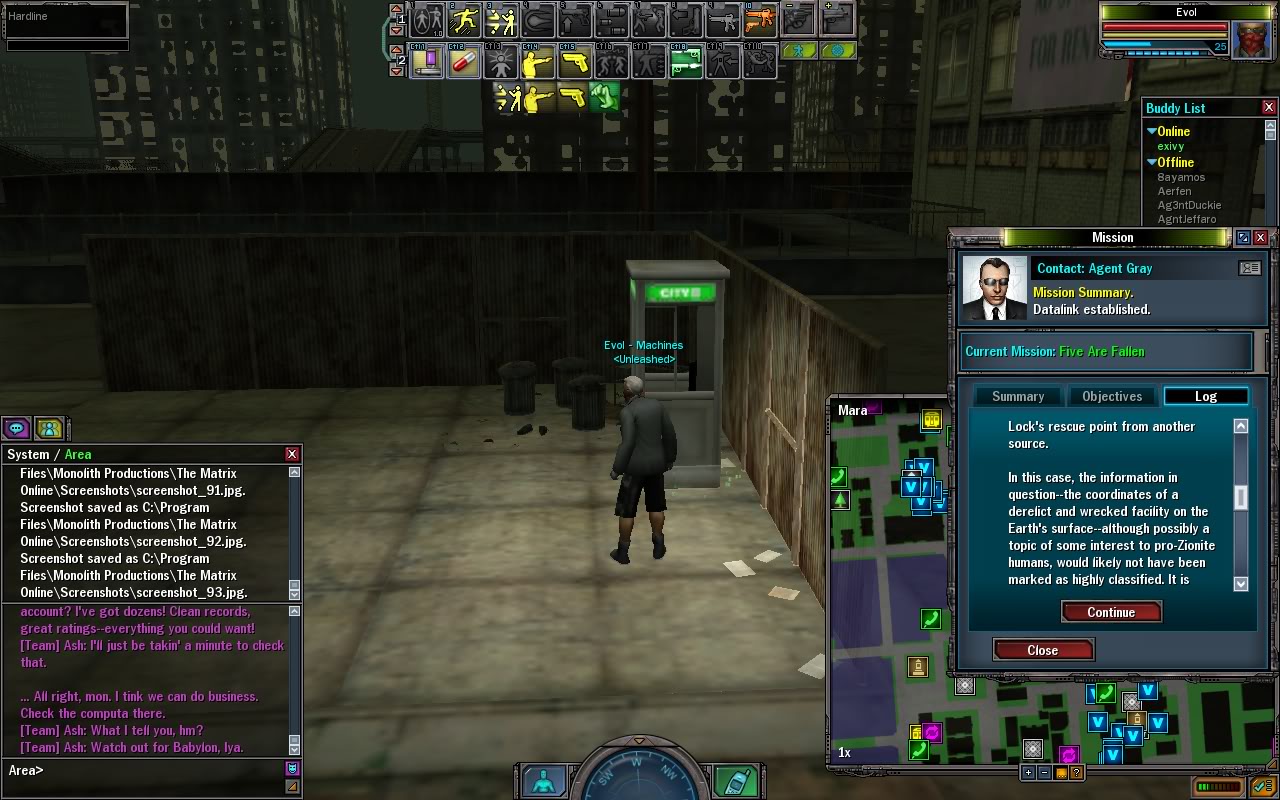 Hardline
Evol
25
Buddy List
Online
exivy
Offline
8ayamos
Aerfen
Ag3ntDuckie
AgntJeffaro
Mission
Contact: Agent Gray
Mission Summary.
Datalink established.
Current Mission: Five Are Fallen
Summary
Objectives
Log
Lock's rescue point from another
source.
In this case, the information in
question--the coordinates of a
derelict and wrecked facility on the
Earth's surface--although possibly a
topic of some interest to pro-Zionite
humans, would likely not have been
marked as highly classified. It is
Continue
Close
CITY
Evol - Machines
<Unleashed>
Mara
1x
System / Area
Files\Monolith Productions\The Matrix
Online\Screenshots\screenshot_91.jpg.
Screenshot saved as C:\Program
Files\Monolith Productions\The Matrix
Online\Screenshots\screenshot_92.jpg.
Screenshot saved as C:\Program
Files\Monolith Productions\The Matrix
Online\Screenshots\screenshot_93.jpg.
account? I've got dozens! Clean records,
great ratings--everything you could want!
[Team] Ash: I'll just be takin' a minute to check
that.
... All right, mon. I tink we can do business.
Check the computa there.
[Team] Ash: What I tell you, hm?
[Team] Ash: Watch out for Babylon, Iya.
Area>
SW
W
NW